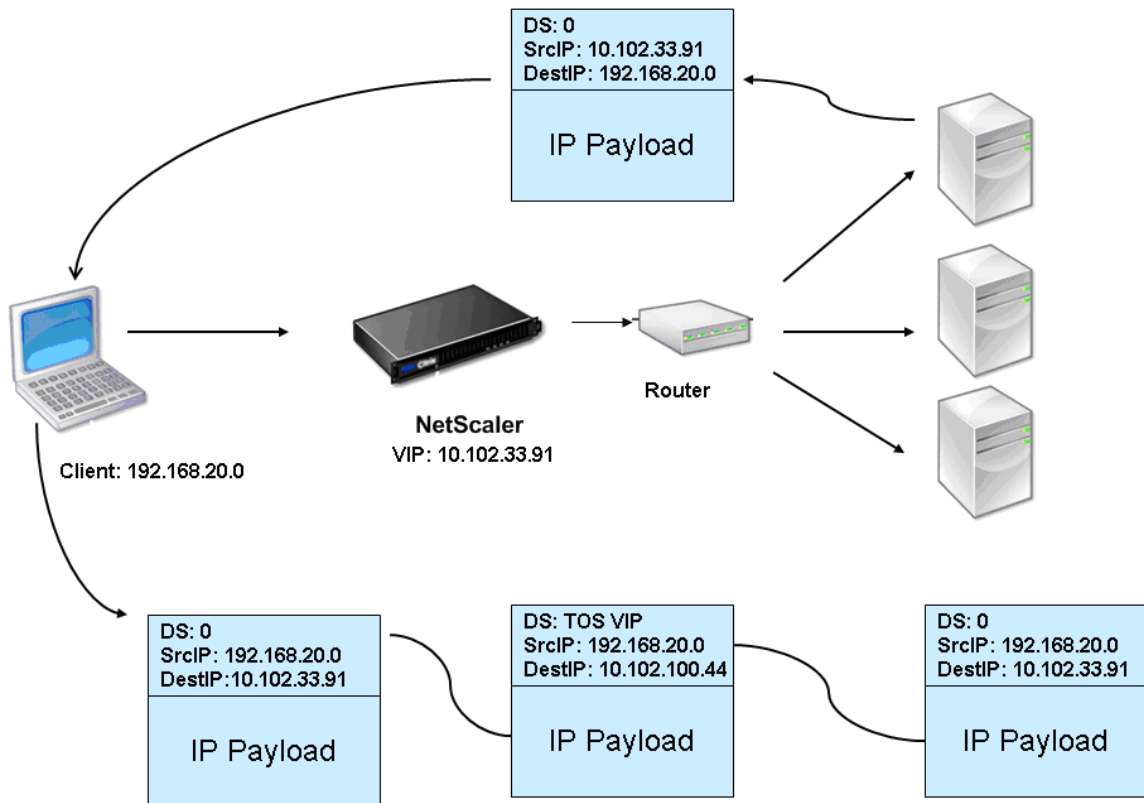 DS: 0
SrcIP: 10.102.33.91
DestIP: 192.168.20.0
IP Payload
Router
NetScaler
VIP: 10.102.33.91
Client: 192.168.20.0
DS: 0
SrcIP: 192.168.20.0
DestIP:10.102.33.91
IP Payload
DS: TOS VIP
SrcIP: 192.168.20.0
DestIP: 10.102.100.44
IP Payload
DS: 0
SrcIP: 192.168.20.0
DestIP: 10.102.33.91
IP Payload